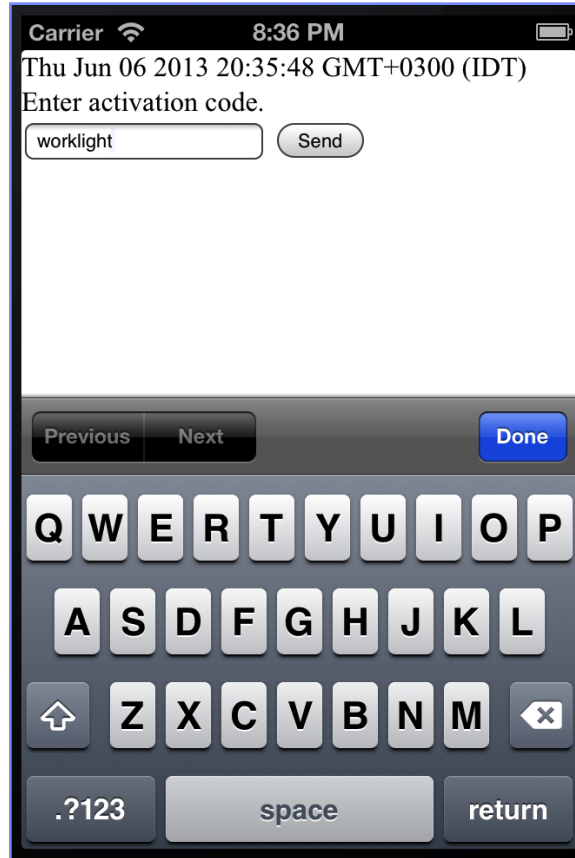 Carrier 8:36 PM
Thu Jun 06 2013 20:35:48 GMT+0300 (IDT)
Enter activation code.
worklight Send
Previous Next Done
Q W E R T Y U I O P
A S D F G H J K L
Z X C V B N M
.?123 space return